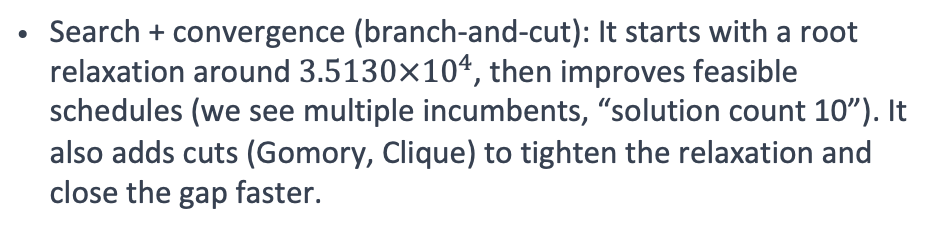 • Search + convergence (branch-and-cut): It starts with a root
relaxation around 3.5130×10⁴, then improves feasible
schedules (we see multiple incumbents, “solution count 10”). It
also adds cuts (Gomory, Clique) to tighten the relaxation and
close the gap faster.